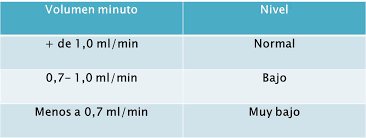 Volumen minuto Nivel
+ de 1,0 ml/min Normal
0,7- 1,0 ml/min Bajo
Menos a 0,7 ml/min Muy bajo